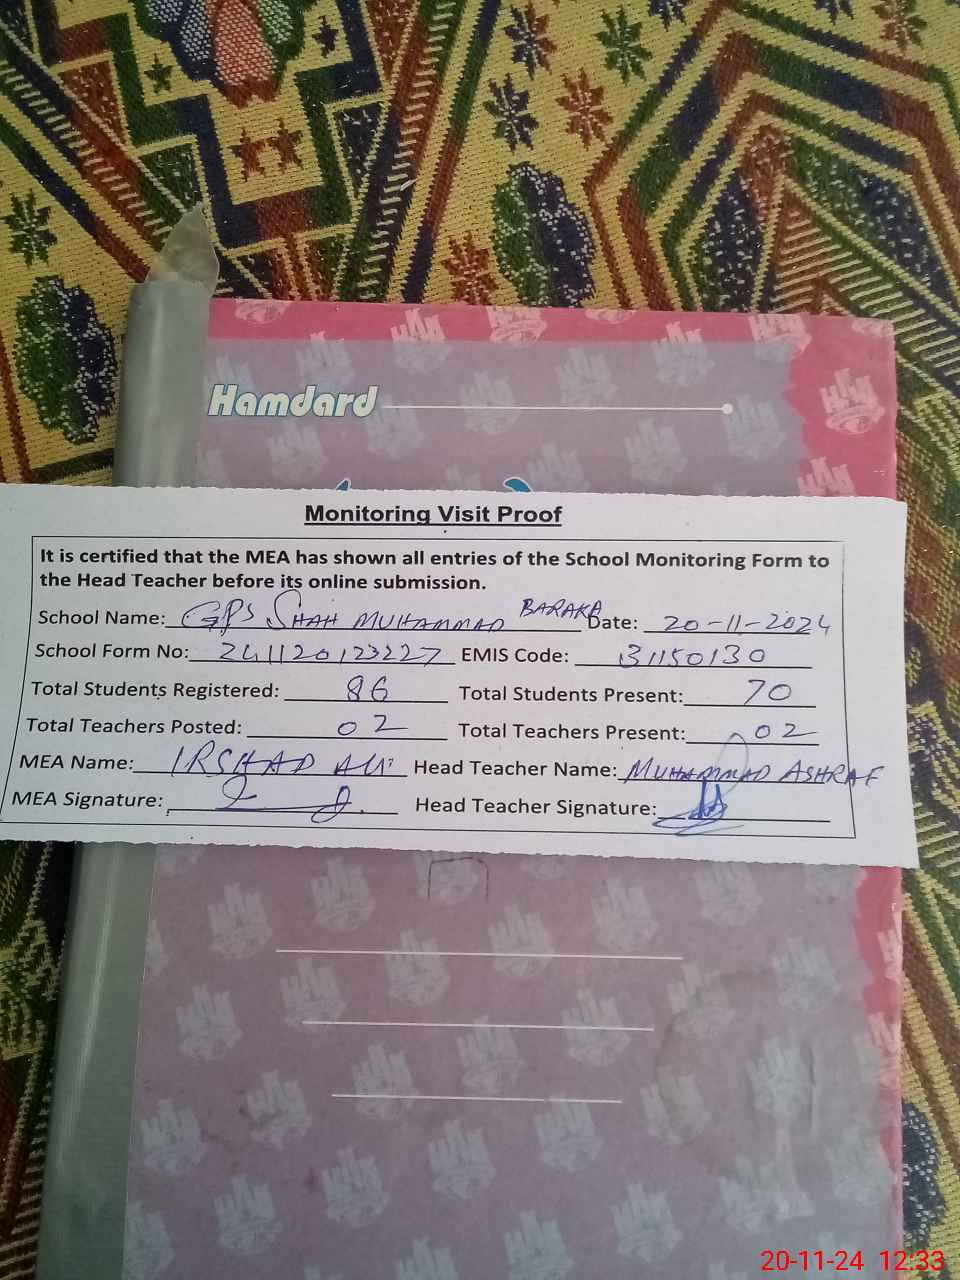 Hamdard
Monitoring Visit Proof
It is certified that the MEA has shown all entries of the School Monitoring Form to
the Head Teacher before its online submission.
School Name: GPS SHAH MUHAMMAD BARAKA Date: 20-11-2024
School Form No: 241120123227 EMIS Code: 31150130
Total Students Registered: 86 Total Students Present: 70
Total Teachers Posted: 02 Total Teachers Present: 02
MEA Name: IRSHAD ALI Head Teacher Name: MUHAMMAD ASHRAF
MEA Signature: Head Teacher Signature:
20-11-24 12:33